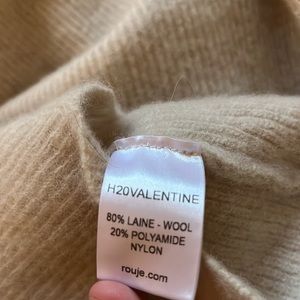 H20VALENTINE
80% LAINE - WOOL
20% POLYAMIDE
NYLON
rouje.com